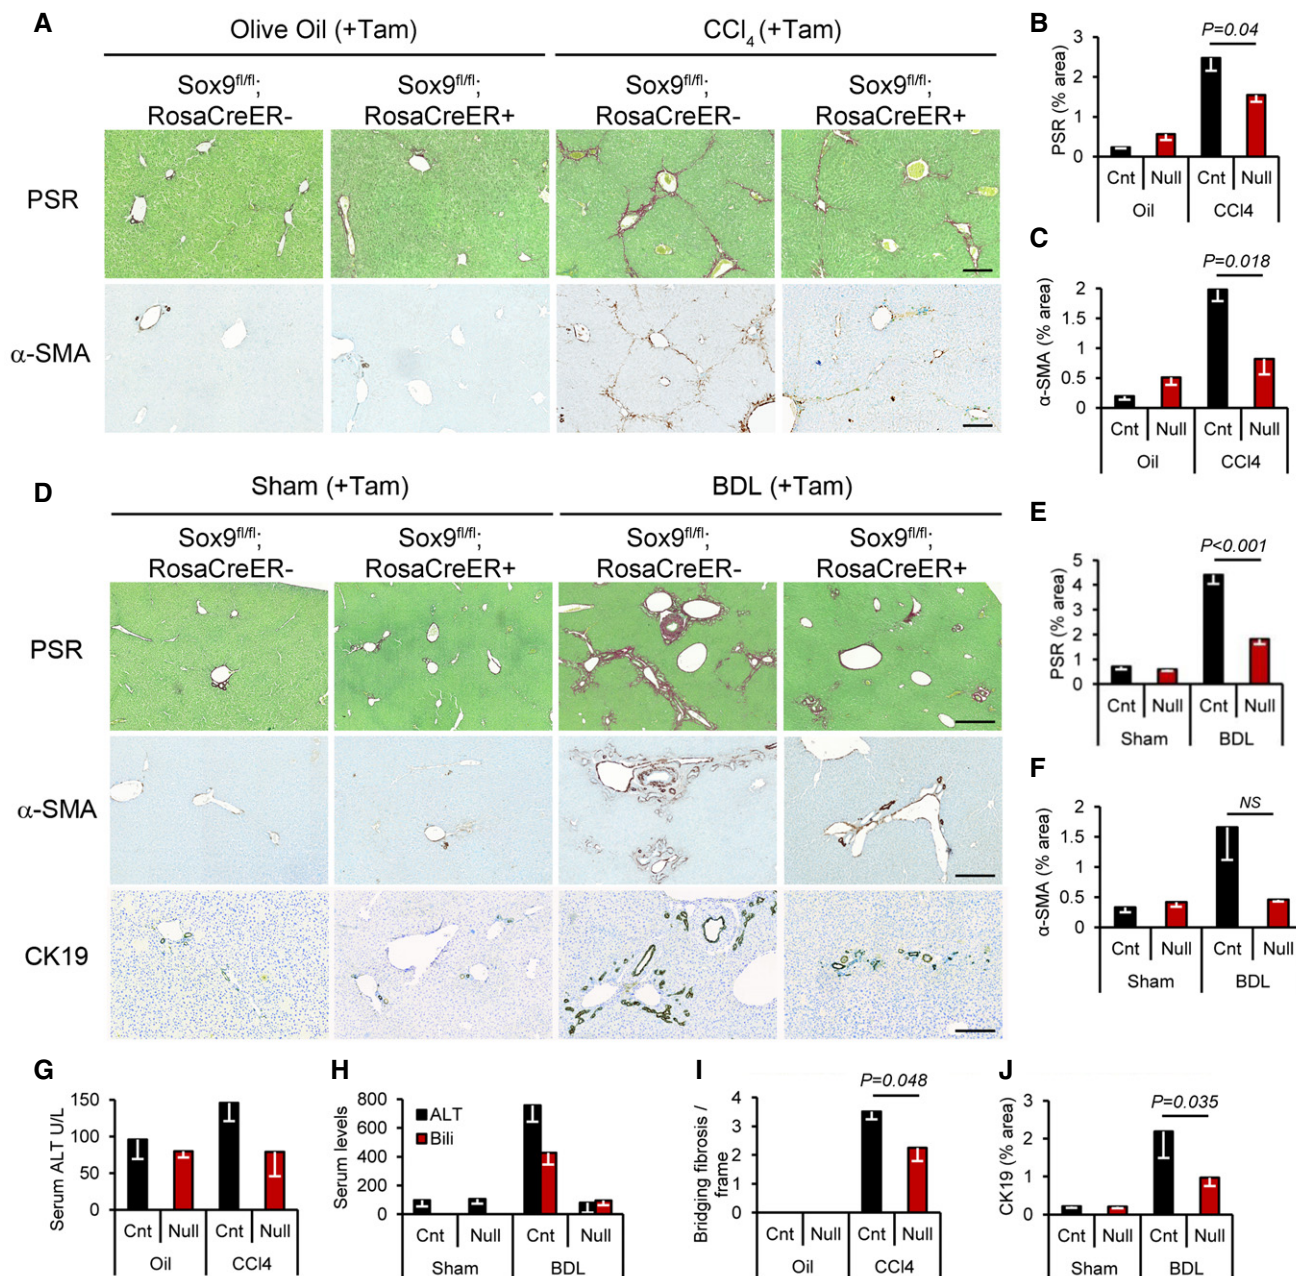 A
Olive Oil (+Tam)
CCl4 (+Tam)
Sox9fl/fl;
RosaCreER-
Sox9fl/fl;
RosaCreER+
Sox9fl/fl;
RosaCreER-
Sox9fl/fl;
RosaCreER+
PSR
α-SMA
B
P=0.04
PSR (% area)
3
2
1
0
Cnt Null Cnt Null
Oil CCl4
C
P=0.018
α-SMA (% area)
2
1.5
1
0.5
0
Cnt Null Cnt Null
Oil CCl4
D
Sham (+Tam)
BDL (+Tam)
Sox9fl/fl;
RosaCreER-
Sox9fl/fl;
RosaCreER+
Sox9fl/fl;
RosaCreER-
Sox9fl/fl;
RosaCreER+
PSR
α-SMA
CK19
E
P<0.001
PSR (% area)
5
4
3
2
1
0
Cnt Null Cnt Null
Sham BDL
F
NS
α-SMA (% area)
2
1.5
1
0.5
0
Cnt Null Cnt Null
Sham BDL
G
Serum ALT U/L
150
100
50
0
Cnt Null Cnt Null
Oil CCl4
H
Serum levels
800
600
400
200
0
ALT
Bili
Cnt Null Cnt Null
Sham BDL
I
P=0.048
Bridging fibrosis /
frame
4
3
2
1
0
Cnt Null Cnt Null
Oil CCl4
J
P=0.035
CK19 (% area)
3
2
1
0
Cnt Null Cnt Null
Sham BDL